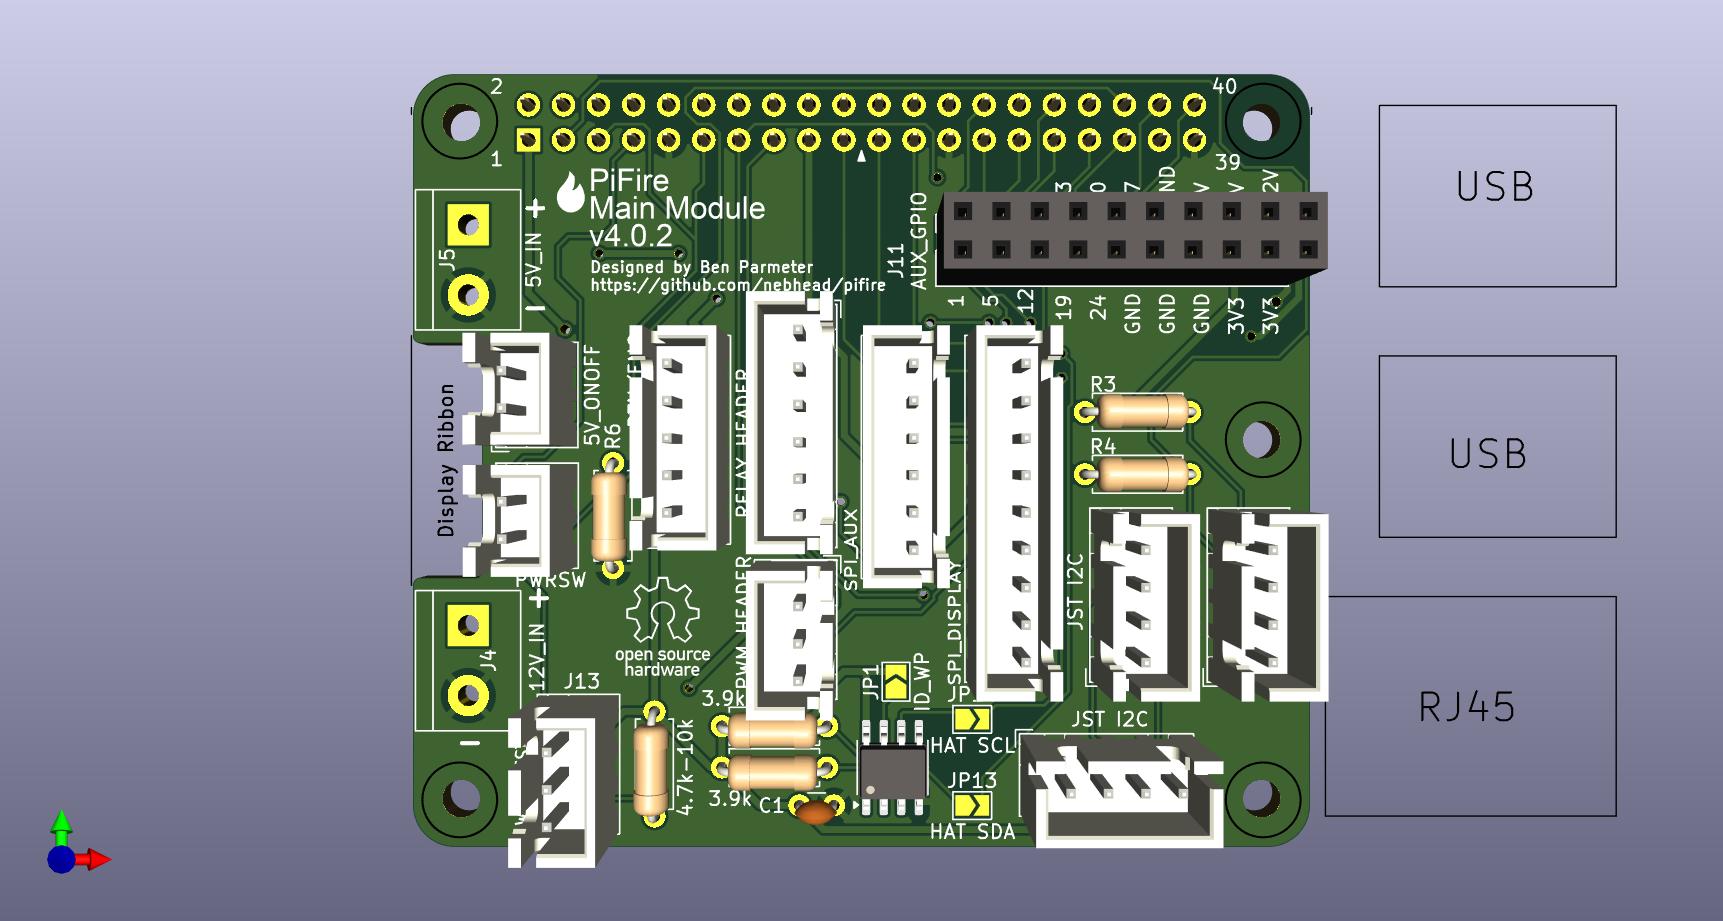 2
40
1
39
PiFire
Main Module
v4.0.2
Designed by Ben Parmeter
https://github.com/nebhead/pifire
+
5V_IN
−
J5
J11
AUX_GPIO
1
5
12
19
24
GND
GND
GND
3V3
3V3
USB
USB
RJ45
Display Ribbon
5V_ONOFF
R6
RELAY_HEADER
SPI_AUX
R3
R4
PWRSW
+
12V_IN
−
J4
J13
open source
hardware
PWM_HEADER
SPI_DISPLAY
JST I2C
JST I2C
JP1
ID_WP
JP
HAT SCL
JP13
HAT SDA
3.9k
3.9k
4.7k-10k
C1